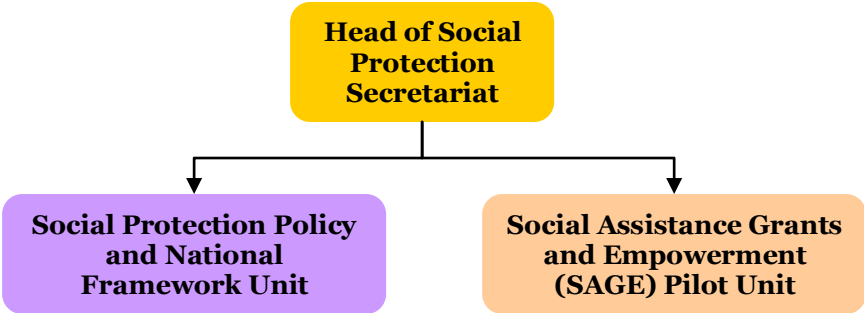 Head of Social
Protection
Secretariat
Social Protection Policy
and National
Framework Unit
Social Assistance Grants
and Empowerment
(SAGE) Pilot Unit